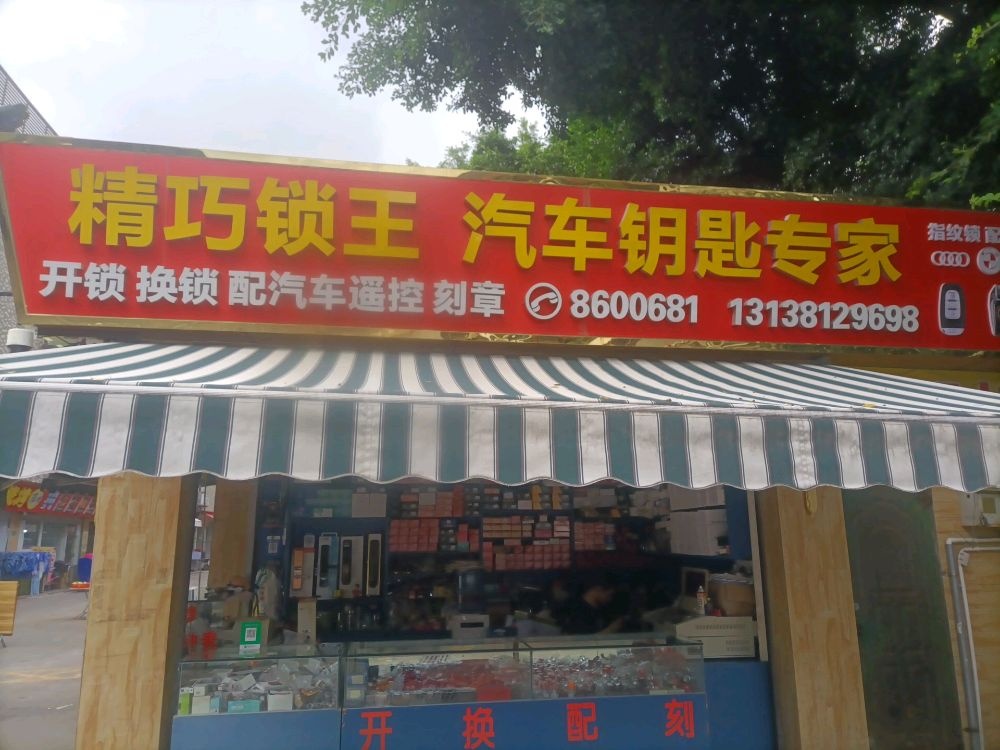 精巧锁王 汽车钥匙专家
开锁 换锁 配汽车遥控 刻章 8600681 13138129698
指纹锁 配
开 换 配 刻